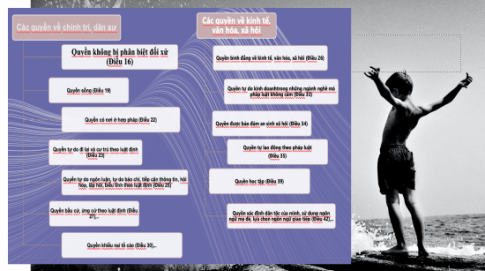 Các quyền về chính trị, dân sự
Quyền không bị phân biệt đối xử
(Điều 16)
Quyền sống (Điều 19)
Quyền có nơi ở hợp pháp (Điều 22)
Quyền tự do đi lại và cư trú theo luật định
(Điều 23)
Quyền tự do ngôn luận, tự do báo chí, tiếp cận thông tin, hội
họp, lập hội, biểu tình theo luật định (Điều 25)
Quyền bầu cử, ứng cử theo luật định (Điều
27)...
Quyền khiếu nại tố cáo (Điều 30)...
Các quyền về kinh tế,
văn hóa, xã hội
Quyền bình đẳng về kinh tế, văn hóa, xã hội (Điều 26)
Quyền tự do kinh doanh trong những ngành nghề mà
pháp luật không cấm (Điều 33)
Quyền được bảo đảm an sinh xã hội (Điều 34)
Quyền tự lao động theo pháp luật
(Điều 35)
Quyền học tập (Điều 39)
Quyền xác định dân tộc của mình, sử dụng ngôn
ngữ mẹ đẻ, lựa chọn ngôn ngữ giao tiếp (Điều 42)...